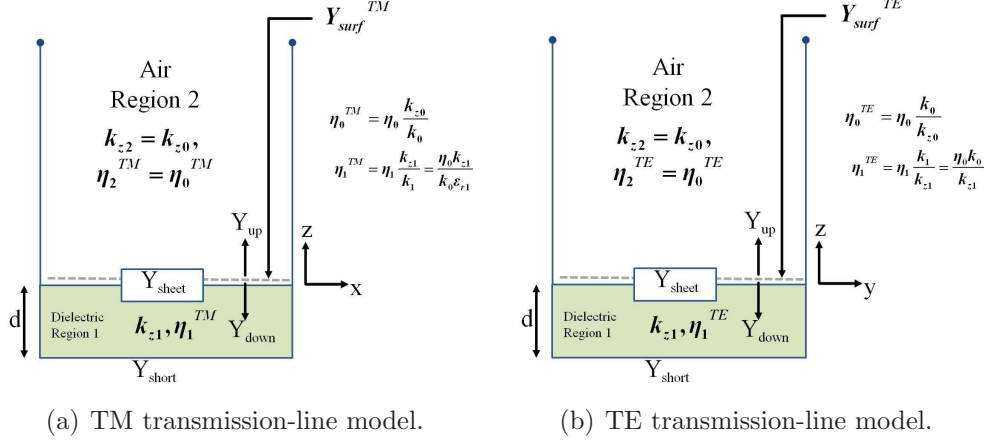 Y_surf^TM
Air
Region 2
k_z2 = k_z0,
η_2^TM = η_0^TM
η_0^TM = η_0 k_z0/k_0
η_1^TM = η_1 k_z1/k_1 = η_0 k_z1/k_0 ε_r1
Y_up
z
x
Y_sheet
d
Dielectric
Region 1
k_z1, η_1^TM
Y_down
Y_short
(a) TM transmission-line model.
Y_surf^TE
Air
Region 2
k_z2 = k_z0,
η_2^TE = η_0^TE
η_0^TE = η_0 k_0/k_z0
η_1^TE = η_1 k_1/k_z1 = η_0 k_0/k_z1
Y_up
z
y
Y_sheet
d
Dielectric
Region 1
k_z1, η_1^TE
Y_down
Y_short
(b) TE transmission-line model.